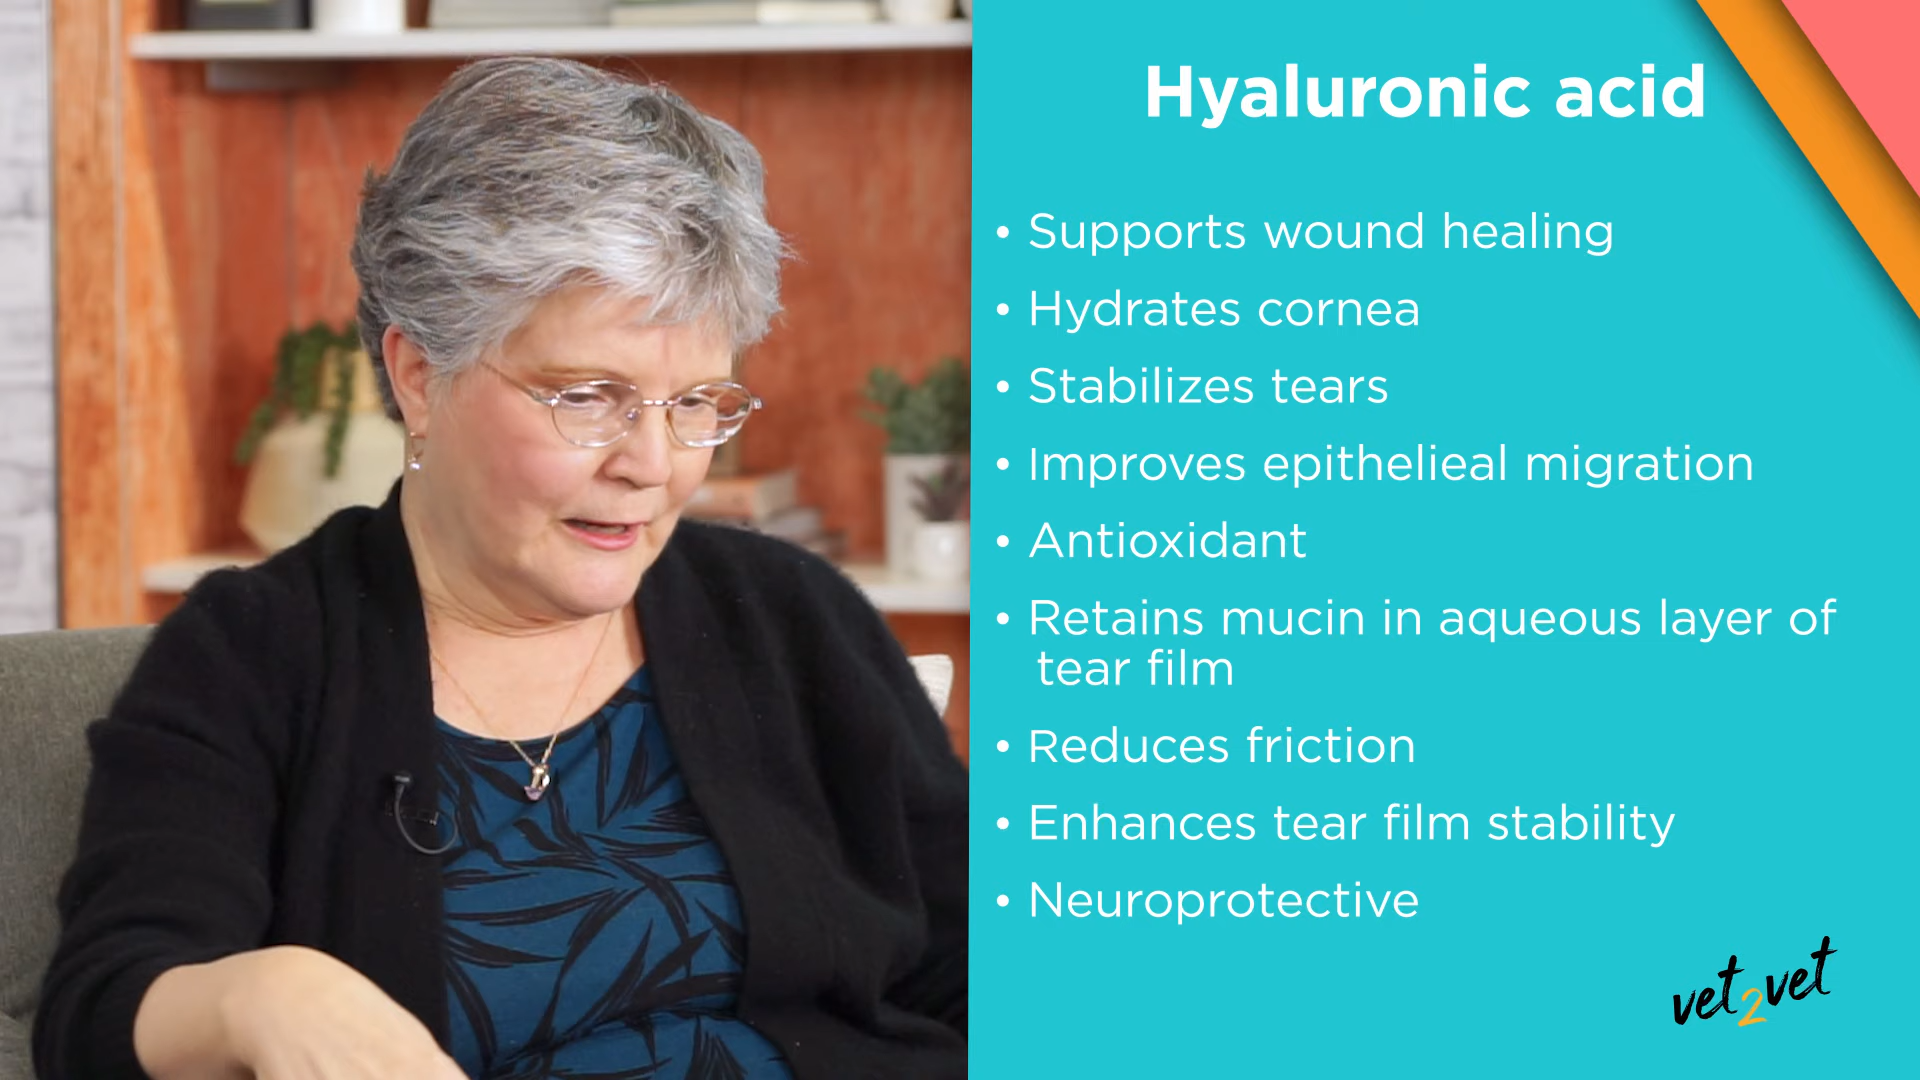 Hyaluronic acid
• Supports wound healing
• Hydrates cornea
• Stabilizes tears
• Improves epithelieal migration
• Antioxidant
• Retains mucin in aqueous layer of
tear film
• Reduces friction
• Enhances tear film stability
• Neuroprotective
vet2vet